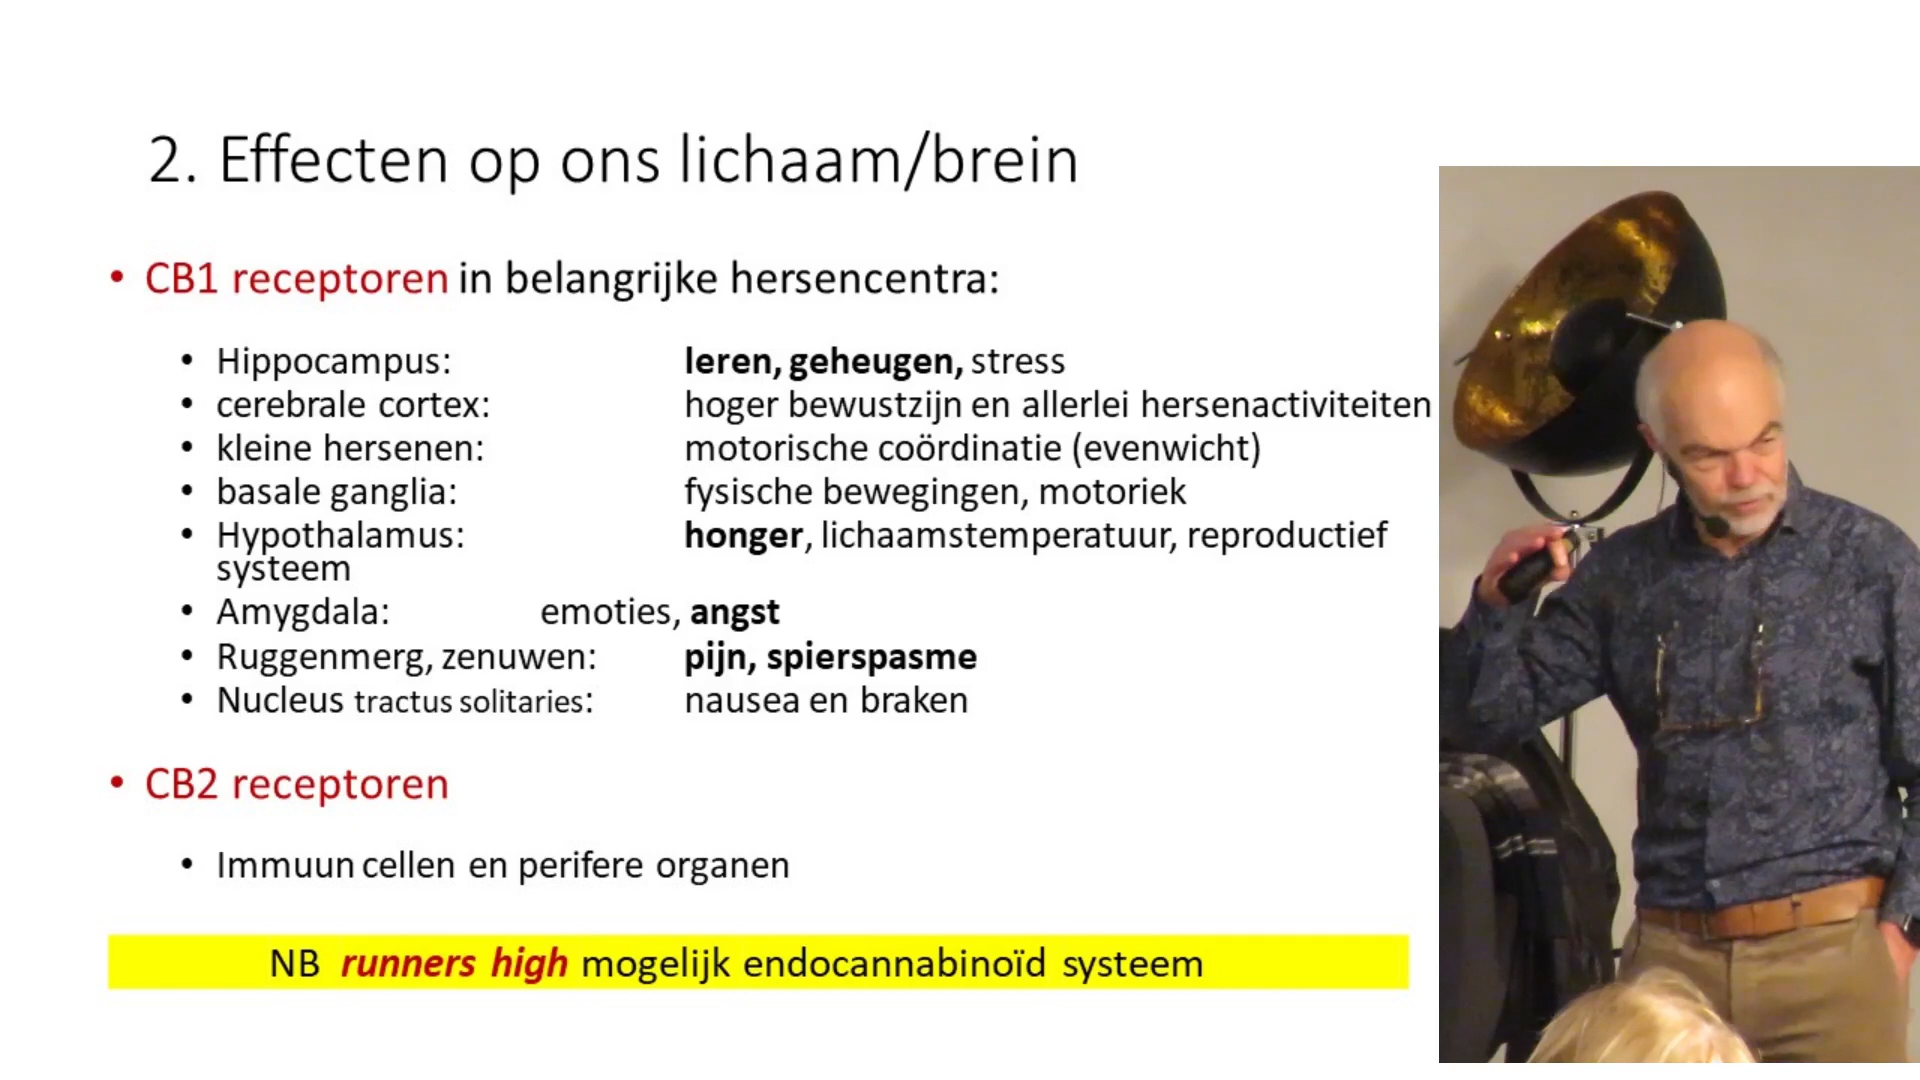 2. Effecten op ons lichaam/brein
• CB1 receptoren in belangrijke hersencentra:
• Hippocampus: leren, geheugen, stress
• cerebrale cortex: hoger bewustzijn en allerlei hersenactiviteiten
• kleine hersenen: motorische coördinatie (evenwicht)
• basale ganglia: fysische bewegingen, motoriek
• Hypothalamus: honger, lichaamstemperatuur, reproductief
systeem
• Amygdala: emoties, angst
• Ruggenmerg, zenuwen: pijn, spierspasme
• Nucleus tractus solitaries: nausea en braken
• CB2 receptoren
• Immuun cellen en perifere organen
NB runners high mogelijk endocannabinoïd systeem